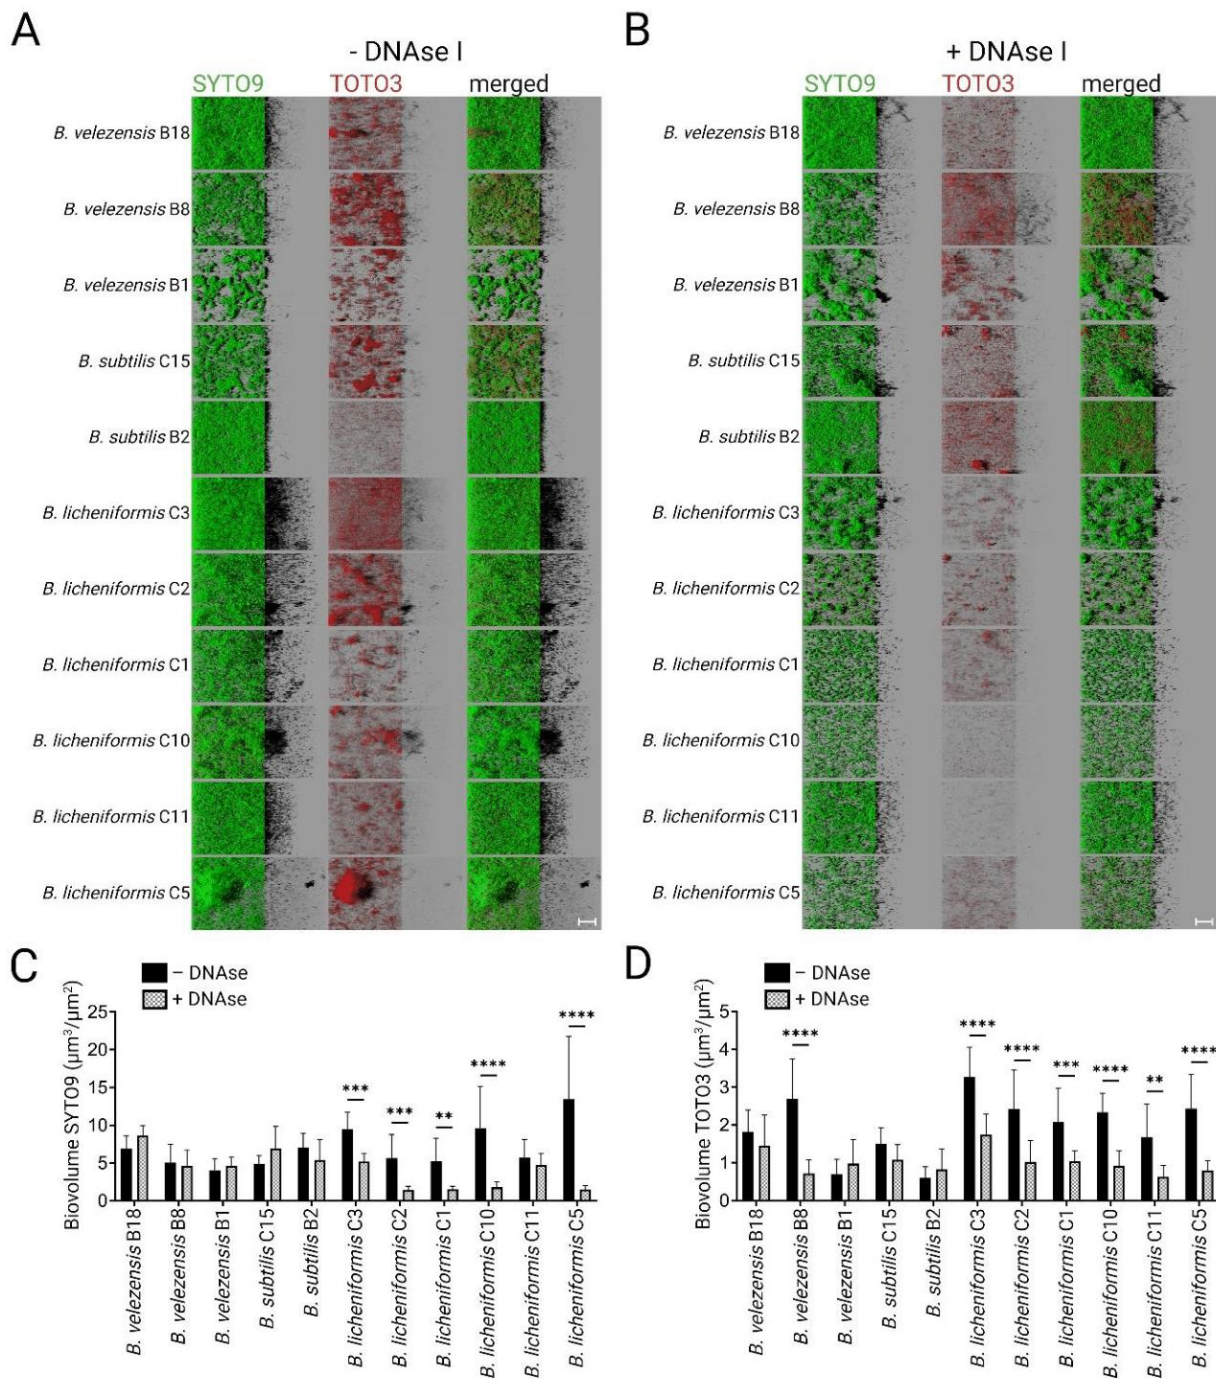 A
- DNAse I
SYTO9 TOTO3 merged
B. velezensis B18
B. velezensis B8
B. velezensis B1
B. subtilis C15
B. subtilis B2
B. licheniformis C3
B. licheniformis C2
B. licheniformis C1
B. licheniformis C10
B. licheniformis C11
B. licheniformis C5
B
+ DNAse I
SYTO9 TOTO3 merged
B. velezensis B18
B. velezensis B8
B. velezensis B1
B. subtilis C15
B. subtilis B2
B. licheniformis C3
B. licheniformis C2
B. licheniformis C1
B. licheniformis C10
B. licheniformis C11
B. licheniformis C5
C
– DNAse
+ DNAse
Biovolume SYTO9 (µm³/µm²)
25
20
15
10
5
0
*** *** ** **** ****
B. velezensis B18
B. velezensis B8
B. velezensis B1
B. subtilis C15
B. subtilis B2
B. licheniformis C3
B. licheniformis C2
B. licheniformis C1
B. licheniformis C10
B. licheniformis C11
B. licheniformis C5
D
– DNAse
+ DNAse
Biovolume TOTO3 (µm³/µm²)
5
4
3
2
1
0
**** **** **** *** **** ** ****
B. velezensis B18
B. velezensis B8
B. velezensis B1
B. subtilis C15
B. subtilis B2
B. licheniformis C3
B. licheniformis C2
B. licheniformis C1
B. licheniformis C10
B. licheniformis C11
B. licheniformis C5